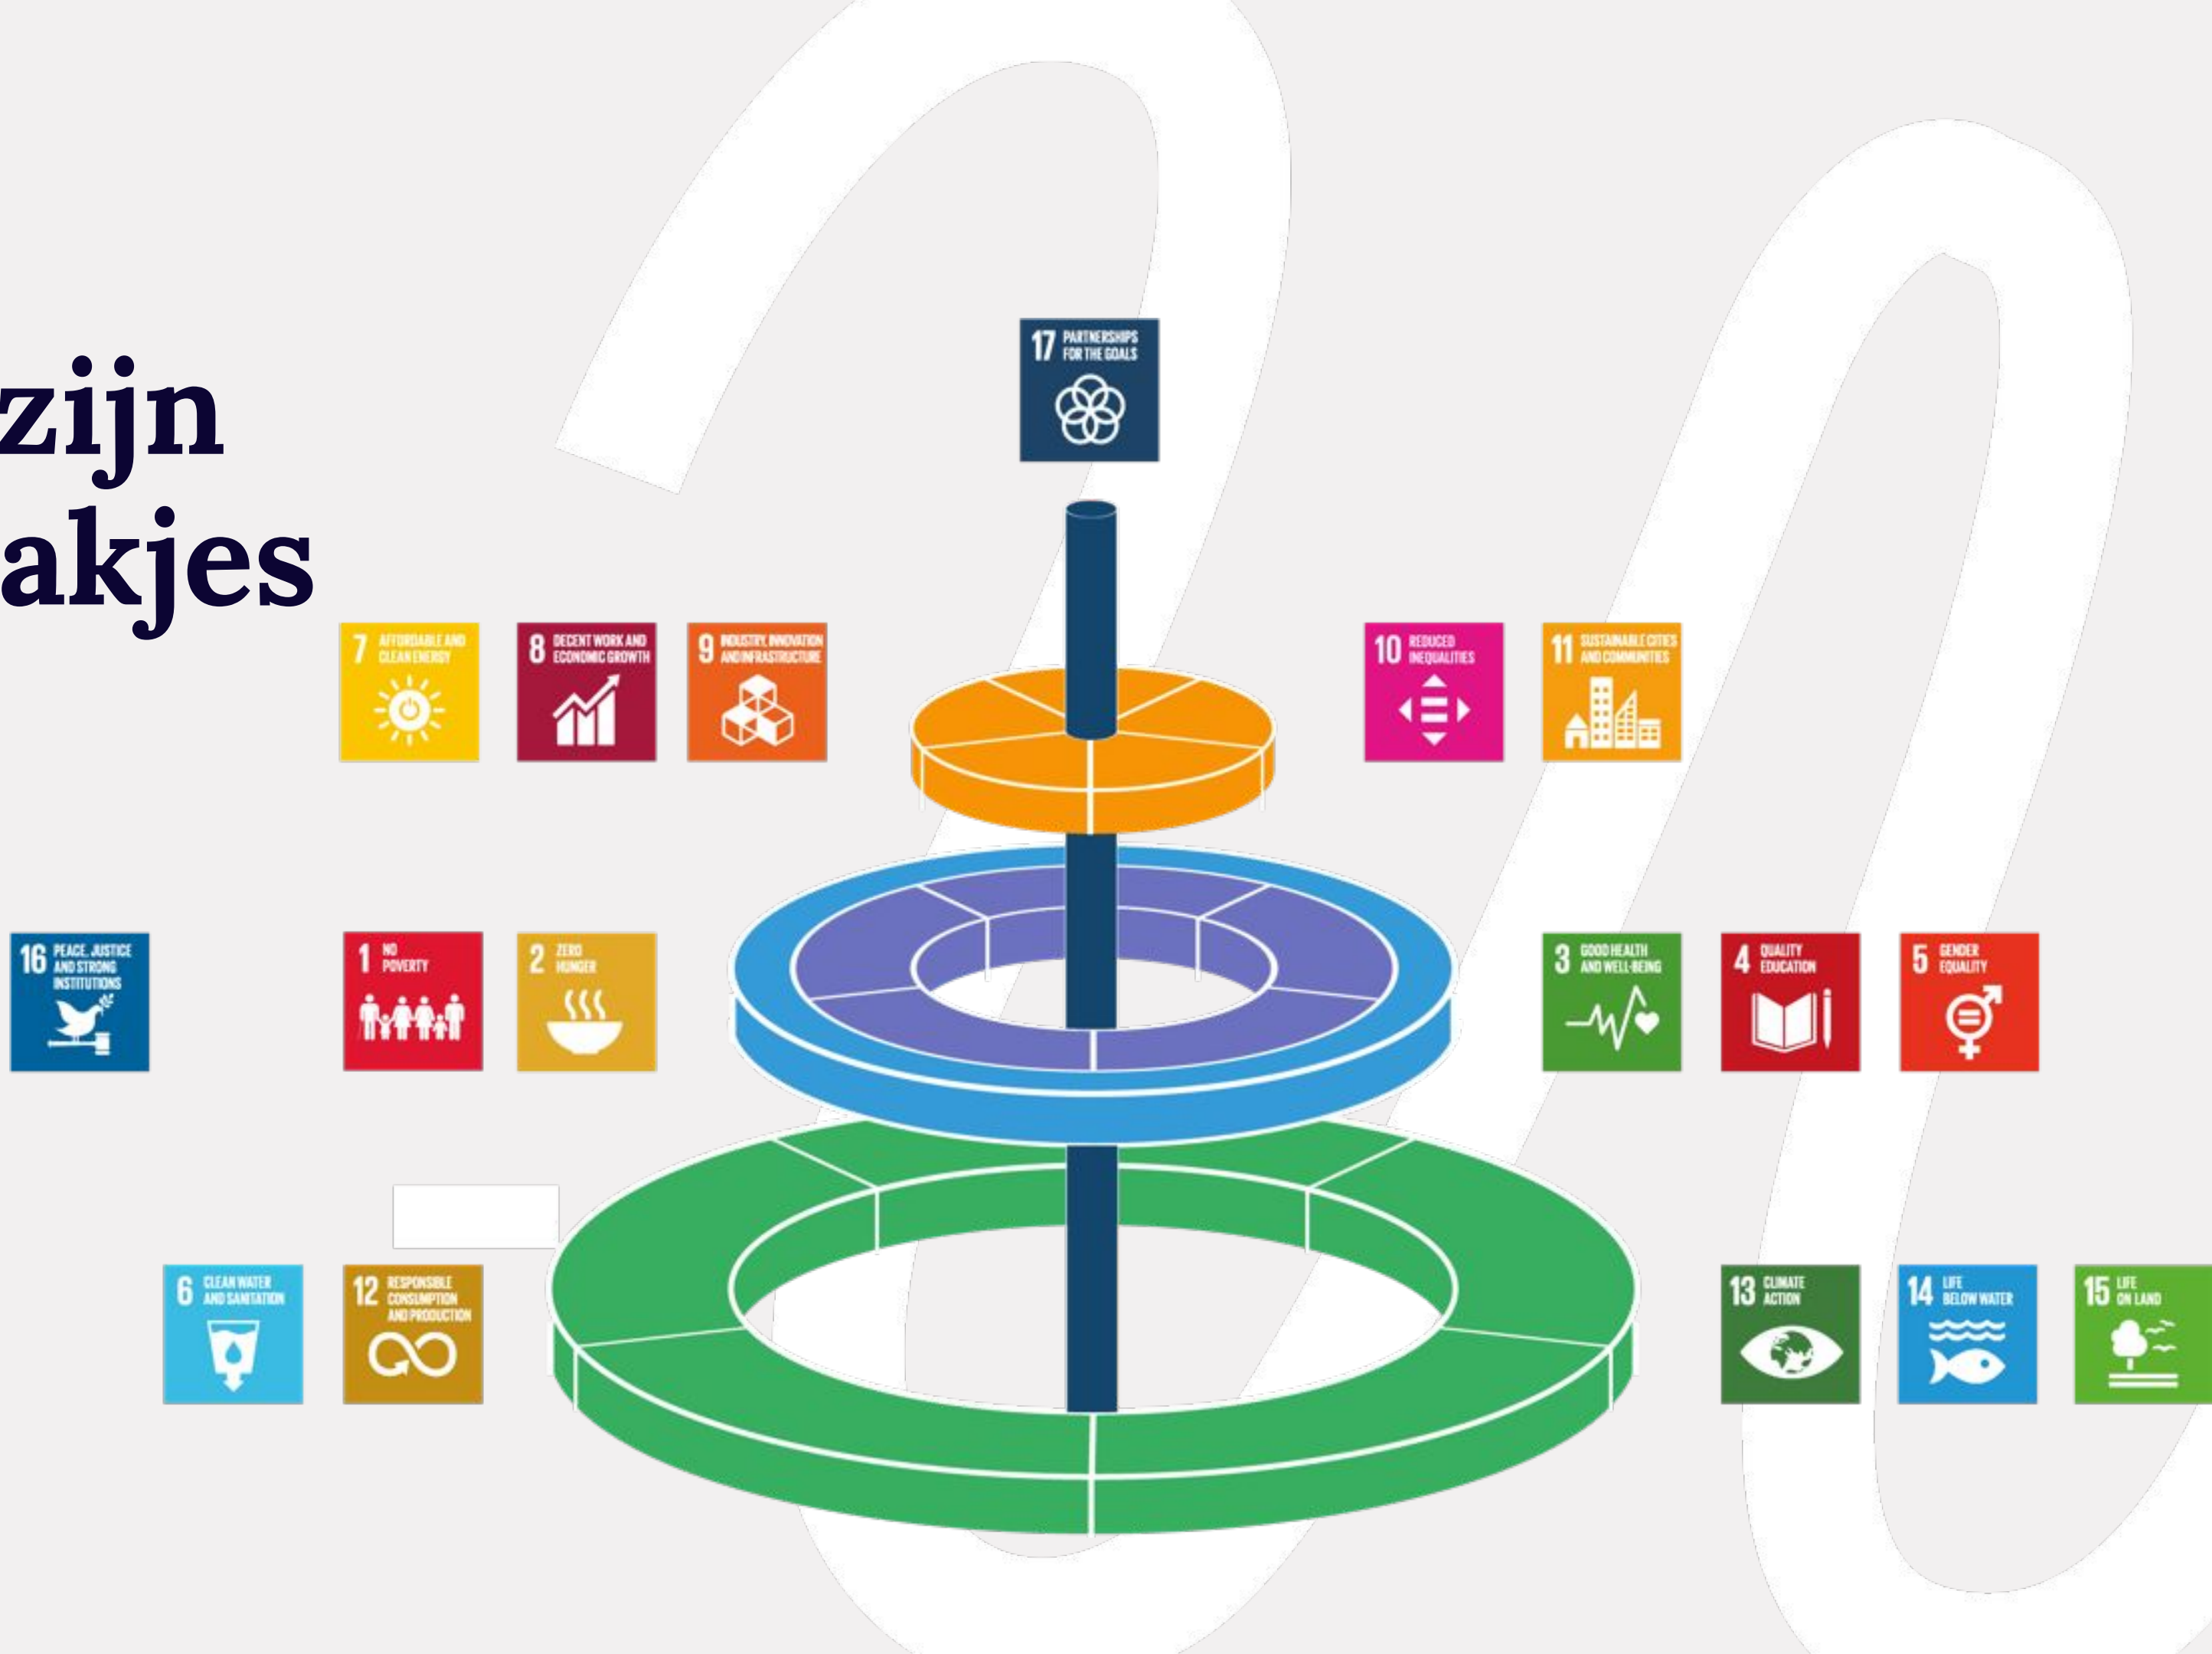 zijn
akjes
17 PARTNERSHIPS
FOR THE GOALS
7 AFFORDABLE AND
CLEAN ENERGY
8 DECENT WORK AND
ECONOMIC GROWTH
9 INDUSTRY, INNOVATION
AND INFRASTRUCTURE
10 REDUCED
INEQUALITIES
11 SUSTAINABLE CITIES
AND COMMUNITIES
16 PEACE, JUSTICE
AND STRONG
INSTITUTIONS
1 NO
POVERTY
2 ZERO
HUNGER
3 GOOD HEALTH
AND WELL-BEING
4 QUALITY
EDUCATION
5 GENDER
EQUALITY
6 CLEAN WATER
AND SANITATION
12 RESPONSIBLE
CONSUMPTION
AND PRODUCTION
13 CLIMATE
ACTION
14 LIFE
BELOW WATER
15 LIFE
ON LAND